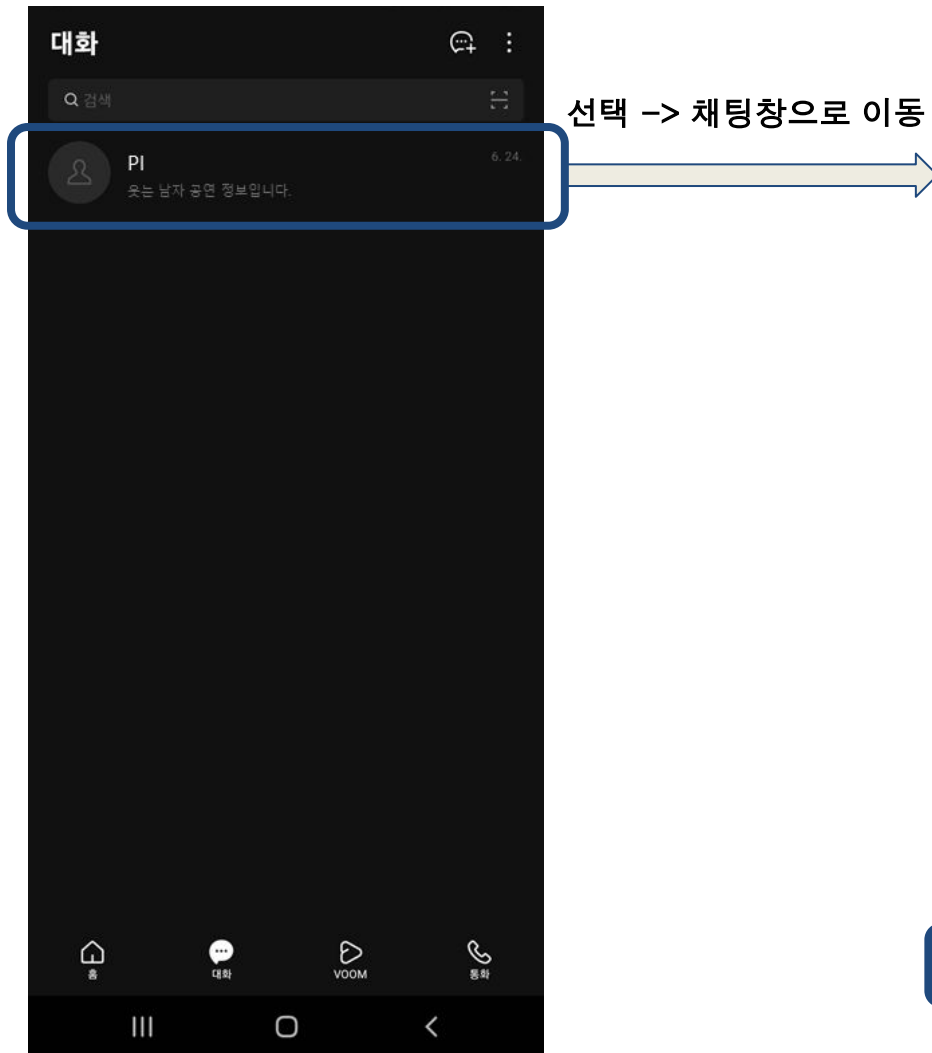 대화
검색
선택 -> 채팅창으로 이동
PI
6. 24.
웃는 남자 공연 정보입니다.
홈
대화
VOOM
통화